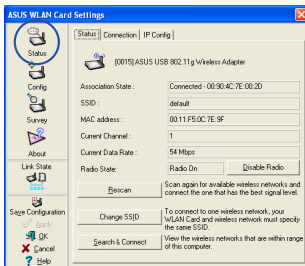 ASUS WLAN Card Settings
Status
Config
Survey
About
Link State
Save Configuration
Apply
OK
Cancel
Help
Status Connection IP Config
[0015] ASUS USB 802.11g Wireless Adapter
Association State : Connected - 00:90:4C:7E:00:2D
SSID : default
MAC address : 00:11:F5:0C:7E:9F
Current Channel : 1
Current Data Rate : 54 Mbps
Radio State: Radio On Disable Radio
Rescan
Scan again for available wireless networks and
connect the one that has the best signal level.
Change SSID
To connect to one wireless network, your
WLAN Card and wireless network must specify
the same SSID.
Search & Connect
View the wireless networks that are within range
of this computer.